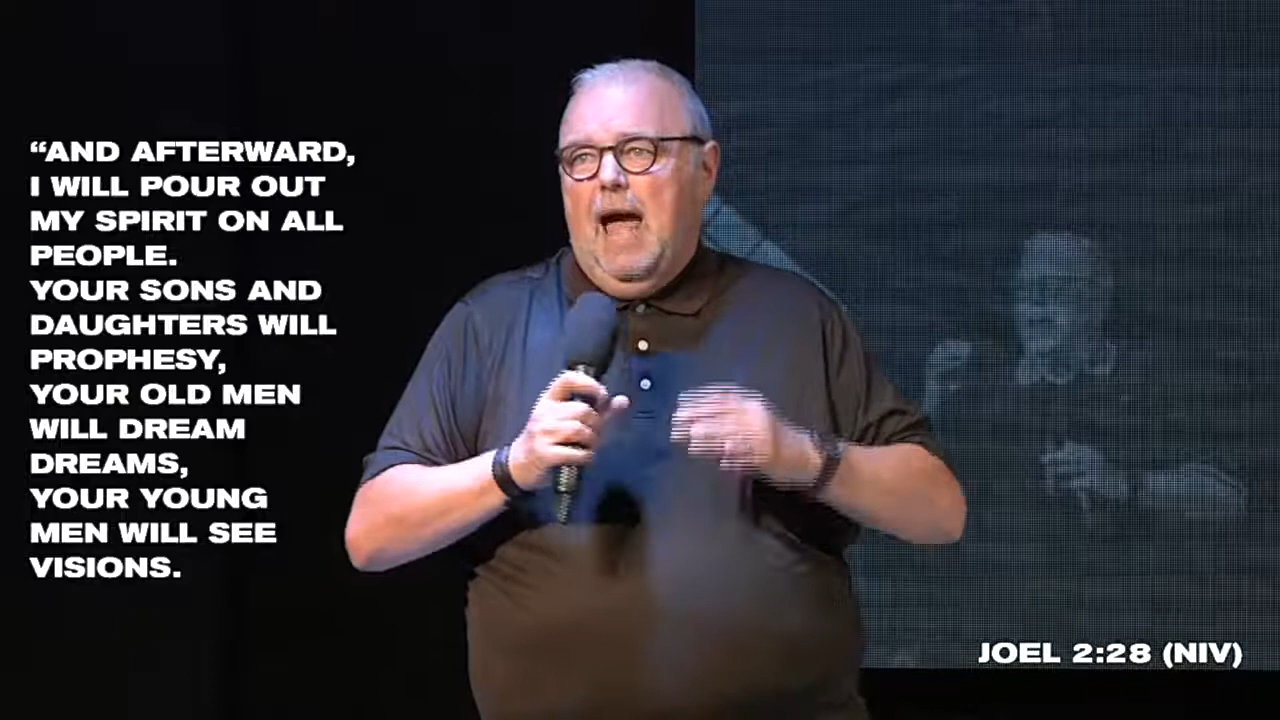 “AND AFTERWARD,
I WILL POUR OUT
MY SPIRIT ON ALL
PEOPLE.
YOUR SONS AND
DAUGHTERS WILL
PROPHESY,
YOUR OLD MEN
WILL DREAM
DREAMS,
YOUR YOUNG
MEN WILL SEE
VISIONS.
JOEL 2:28 (NIV)